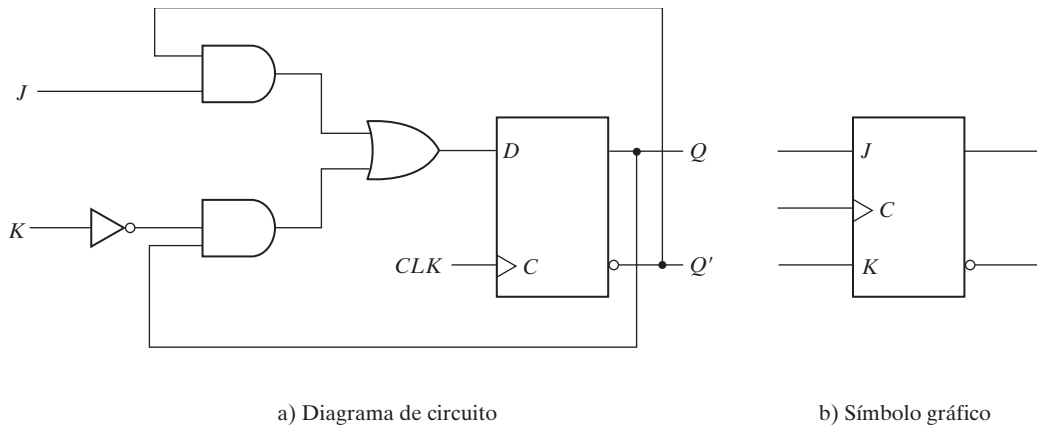 J
K
D
Q
CLK
C
Q'
J
C
K
a) Diagrama de circuito
b) Símbolo gráfico